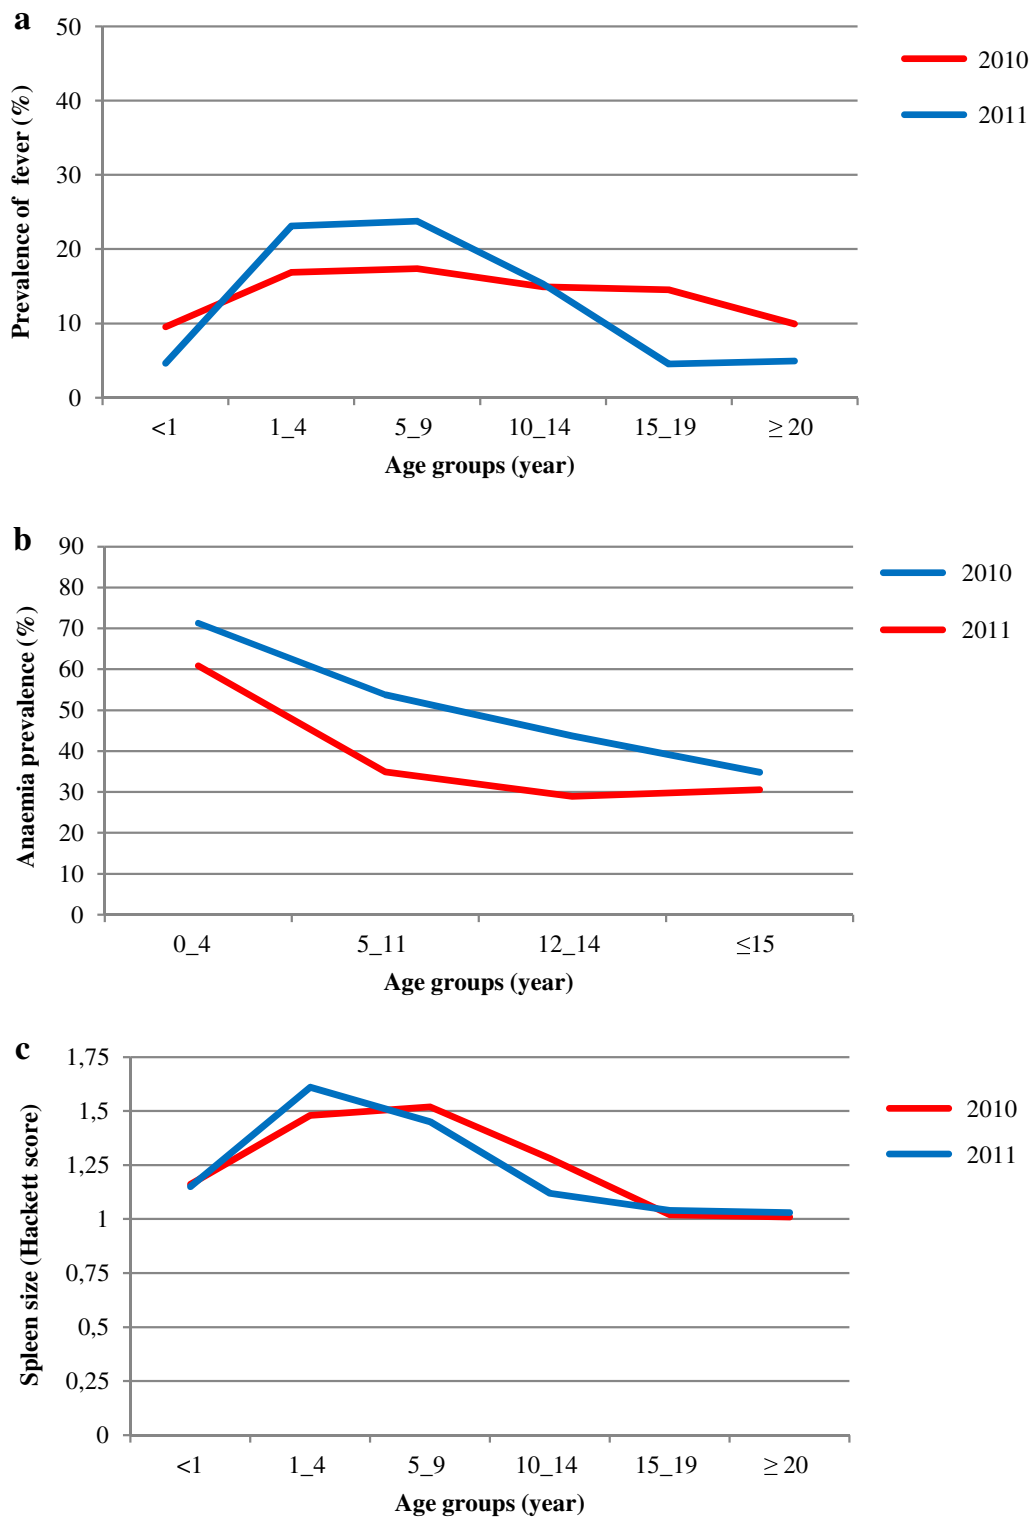 a
50
40
30
20
10
0
Prevalence of fever (%)
<1 1_4 5_9 10_14 15_19 ≥ 20
Age groups (year)
2010
2011
b
90
80
70
60
50
40
30
20
10
0
Anaemia prevalence (%)
0_4 5_11 12_14 ≤15
Age groups (year)
2010
2011
c
1,75
1,5
1,25
1
0,75
0,5
0,25
0
Spleen size (Hackett score)
<1 1_4 5_9 10_14 15_19 ≥ 20
Age groups (year)
2010
2011